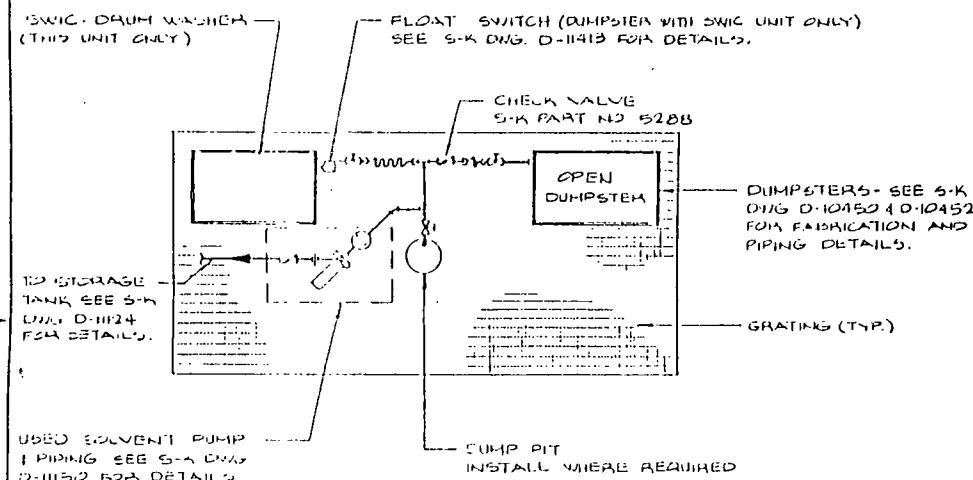 SWIC-DRUM WASHER
(THIS UNIT ONLY)
FLOAT SWITCH (DUMPSTER WITH SWIC UNIT ONLY)
SEE S-K DWG. D-11413 FOR DETAILS.
CHECK VALVE
S-K PART NO 5288
OPEN
DUMPSTER
DUMPSTERS- SEE S-K
DWG D-10450 & D-10452
FOR FABRICATION AND
PIPING DETAILS.
TO STORAGE
TANK SEE S-K
DWG D-11124
FOR DETAILS.
GRATING (TYP.)
USED SOLVENT PUMP
& PIPING SEE S-K DWG
FOR DETAILS
SUMP PIT
INSTALL WHERE REQUIRED